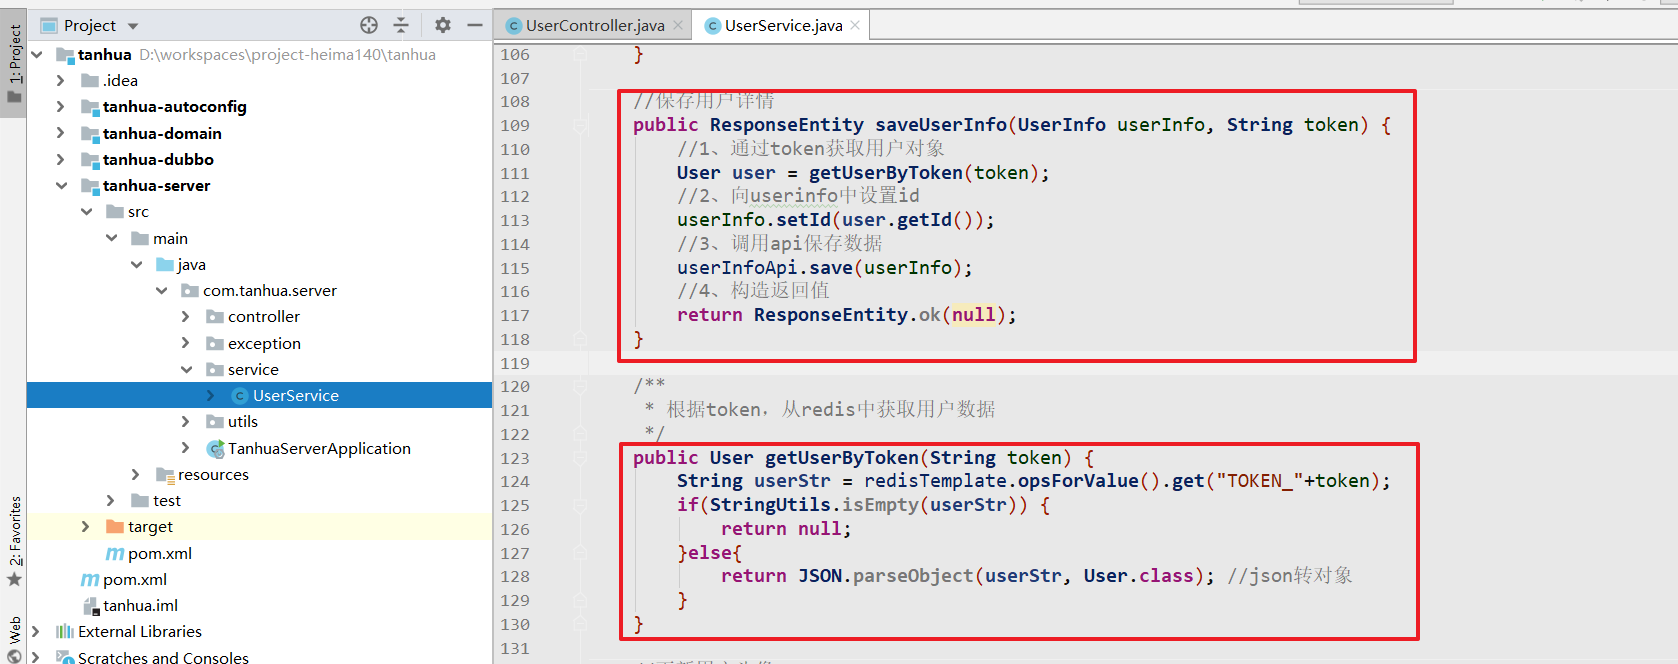 Project
UserController.java
UserService.java
1: Project
2: Favorites
Web
tanhua D:\workspaces\project-heima140\tanhua
.idea
tanhua-autoconfig
tanhua-domain
tanhua-dubbo
tanhua-server
src
main
java
com.tanhua.server
controller
exception
service
UserService
utils
TanhuaServerApplication
resources
test
target
pom.xml
pom.xml
tanhua.iml
External Libraries
Scratches and Consoles
106 }
107
108 //保存用户详情
109 public ResponseEntity saveUserInfo(UserInfo userInfo, String token) {
110 //1、通过token获取用户对象
111 User user = getUserByToken(token);
112 //2、向userinfo中设置id
113 userInfo.setId(user.getId());
114 //3、调用api保存数据
115 userInfoApi.save(userInfo);
116 //4、构造返回值
117 return ResponseEntity.ok(null);
118 }
119
120 /**
121 * 根据token，从redis中获取用户数据
122 */
123 public User getUserByToken(String token) {
124 String userStr = redisTemplate.opsForValue().get("TOKEN_"+token);
125 if(StringUtils.isEmpty(userStr)) {
126 return null;
127 }else{
128 return JSON.parseObject(userStr, User.class); //json转对象
129 }
130 }
131